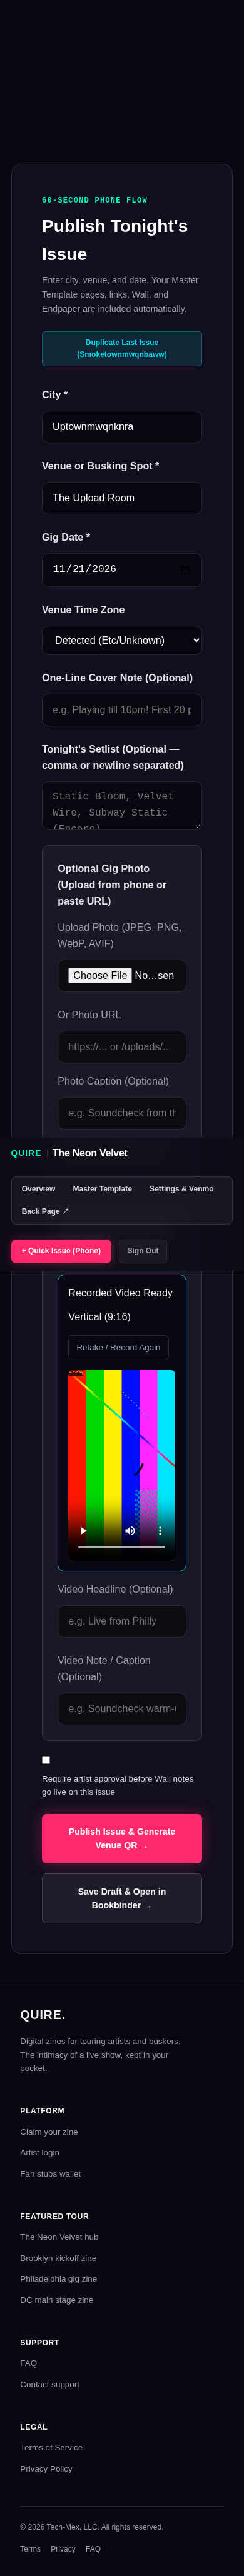 60-SECOND PHONE FLOW
Publish Tonight's
Issue
Enter city, venue, and date. Your Master
Template pages, links, Wall, and
Endpaper are included automatically.
Duplicate Last Issue
(Smoketownmwqnbaww)
City *
Uptownmwqnknra
Venue or Busking Spot *
The Upload Room
Gig Date *
11/21/2026
Venue Time Zone
Detected (Etc/Unknown)
One-Line Cover Note (Optional)
e.g. Playing till 10pm! First 20 p
Tonight's Setlist (Optional —
comma or newline separated)
Static Bloom, Velvet
Wire, Subway Static
(Encore)
Optional Gig Photo
(Upload from phone or
paste URL)
Upload Photo (JPEG, PNG,
WebP, AVIF)
Choose File No…sen
Or Photo URL
https://... or /uploads/...
Photo Caption (Optional)
e.g. Soundcheck from th
QUIRE The Neon Velvet
Overview Master Template Settings & Venmo
Back Page ↗
+ Quick Issue (Phone) Sign Out
Recorded Video Ready
Vertical (9:16)
Retake / Record Again
Video Headline (Optional)
e.g. Live from Philly
Video Note / Caption
(Optional)
e.g. Soundcheck warm-u
Require artist approval before Wall notes
go live on this issue
Publish Issue & Generate
Venue QR →
Save Draft & Open in
Bookbinder →
QUIRE.
Digital zines for touring artists and buskers.
The intimacy of a live show, kept in your
pocket.
PLATFORM
Claim your zine
Artist login
Fan stubs wallet
FEATURED TOUR
The Neon Velvet hub
Brooklyn kickoff zine
Philadelphia gig zine
DC main stage zine
SUPPORT
FAQ
Contact support
LEGAL
Terms of Service
Privacy Policy
© 2026 Tech-Mex, LLC. All rights reserved.
Terms Privacy FAQ